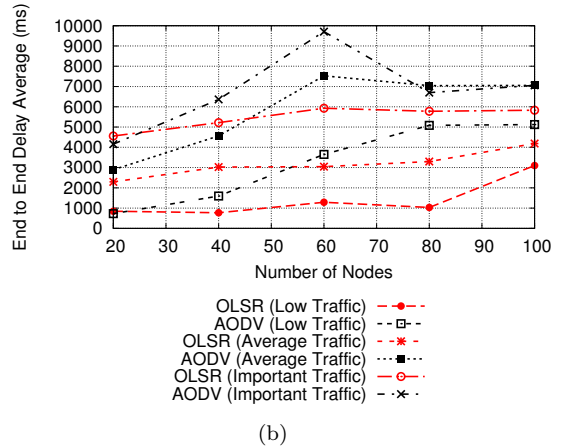 End to End Delay Average (ms)
10000
9000
8000
7000
6000
5000
4000
3000
2000
1000
0
20 30 40 50 60 70 80 90 100
Number of Nodes
OLSR (Low Traffic)
AODV (Low Traffic)
OLSR (Average Traffic)
AODV (Average Traffic)
OLSR (Important Traffic)
AODV (Important Traffic)
(b)